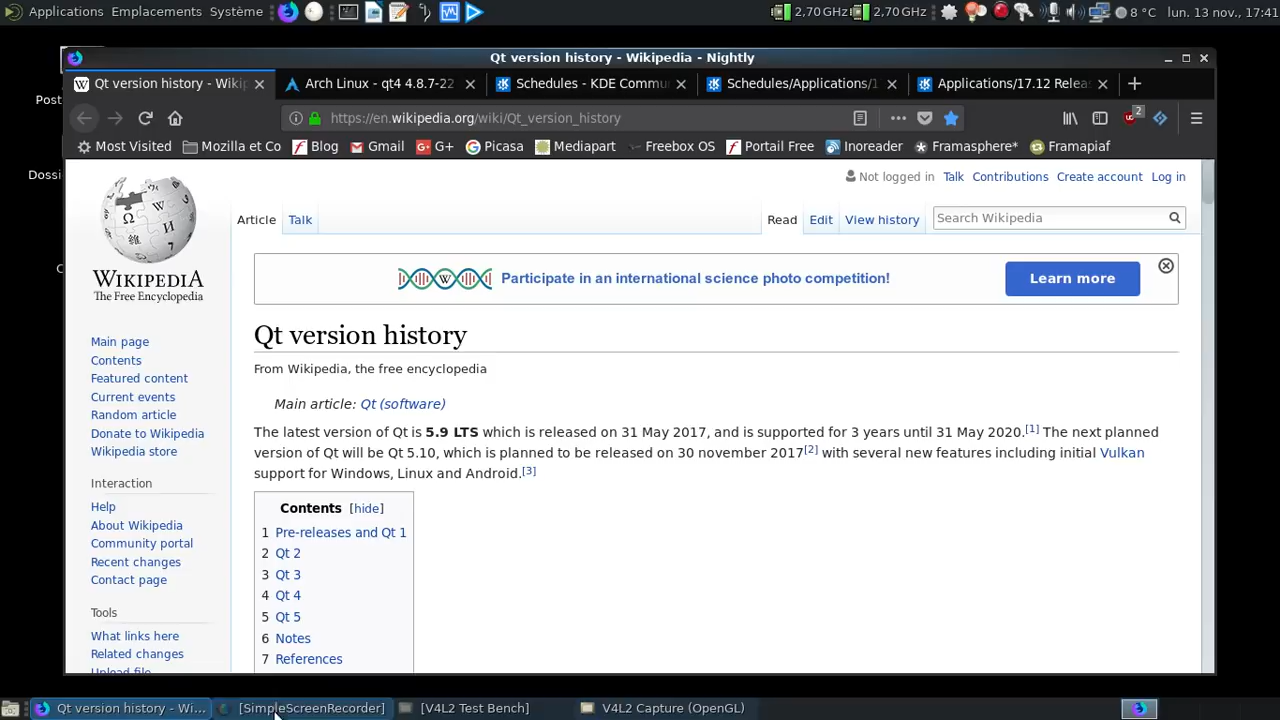 Applications Emplacements Système
2,70 GHz 2,70 GHz 8 °C lun. 13 nov., 17:41
Qt version history - Wikipedia - Nightly
Qt version history - Wikip
Arch Linux - qt4 4.8.7-22
Schedules - KDE Commu
Schedules/Applications/1
Applications/17.12 Relea
https://en.wikipedia.org/wiki/Qt_version_history
2
Most Visited Mozilla et Co Blog Gmail G+ Picasa Mediapart Freebox OS Portail Free Inoreader Framasphere* Framapiaf
Post
Dossi
Not logged in Talk Contributions Create account Log in
Article Talk Read Edit View history Search Wikipedia
WIKIPEDIA
The Free Encyclopedia
Participate in an international science photo competition! Learn more
Qt version history
From Wikipedia, the free encyclopedia
Main article: Qt (software)
The latest version of Qt is 5.9 LTS which is released on 31 May 2017, and is supported for 3 years until 31 May 2020.[1] The next planned
version of Qt will be Qt 5.10, which is planned to be released on 30 november 2017[2] with several new features including initial Vulkan
support for Windows, Linux and Android.[3]
Contents [hide]
1 Pre-releases and Qt 1
2 Qt 2
3 Qt 3
4 Qt 4
5 Qt 5
6 Notes
7 References
Main page
Contents
Featured content
Current events
Random article
Donate to Wikipedia
Wikipedia store
Interaction
Help
About Wikipedia
Community portal
Recent changes
Contact page
Tools
What links here
Related changes
Upload file
Qt version history - Wi... [SimpleScreenRecorder] [V4L2 Test Bench] V4L2 Capture (OpenGL)